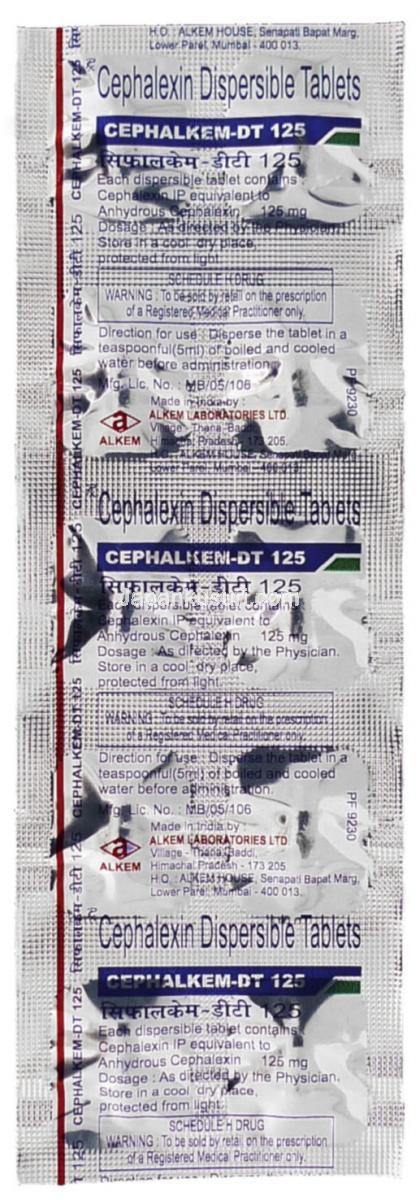 H.O. : ALKEM HOUSE, Senapati Bapat Marg,
Lower Parel, Mumbai - 400 013.
Cephalexin Dispersible Tablets
CEPHALKEM-DT 125
सिफालकेम-डीटी 125
Each dispersible tablet contains :
Cephalexin IP equivalent to
Anhydrous Cephalexin 125 mg
Dosage : As directed by the Physician.
Store in a cool dry place,
protected from light.
SCHEDULE H DRUG
WARNING : To be sold by retail on the prescription
of a Registered Medical Practitioner only.
Direction for use : Disperse the tablet in a
teaspoonful(5ml) of boiled and cooled
water before administration.
Mfg. Lic. No. : MB/05/106
Made in India by :
ALKEM LABORATORIES LTD.
Village - Thana, Baddi,
Himachal Pradesh - 173 205.
H.O. : ALKEM HOUSE, Senapati Bapat Marg,
Lower Parel, Mumbai - 400 013.
ALKEM
PF9230
Cephalexin Dispersible Tablets
CEPHALKEM-DT 125
सिफालकेम-डीटी 125
Each dispersible tablet contains
Cephalexin IP equivalent to
Anhydrous Cephalexin 125 mg
Dosage : As directed by the Physician.
Store in a cool dry place,
protected from light.
SCHEDULE H DRUG
WARNING : To be sold by retail on the prescription
of a Registered Medical Practitioner only.
Direction for use : Disperse the tablet in a
teaspoonful(5ml) of boiled and cooled
water before administration.
Mfg. Lic. No. : MB/05/106
Made in India by :
ALKEM LABORATORIES LTD
Village - Thana, Baddi,
Himachal Pradesh - 173 205
H.O. : ALKEM HOUSE, Senapati Bapat Marg,
Lower Parel, Mumbai - 400 013.
ALKEM
PF9230
Cephalexin Dispersible Tablets
CEPHALKEM-DT 125
सिफालकेम-डीटी 125
Each dispersible tablet contains
Cephalexin IP equivalent to
Anhydrous Cephalexin 125 mg
Dosage : As directed by the Physician.
Store in a cool dry place,
protected from light.
SCHEDULE H DRUG
WARNING : To be sold by retail on the prescription
of a Registered Medical Practitioner only.
T 125 CEPHALKEM-DT 125 सिफालकेम-डीटी 125 CEPHALKEM-DT 125 सिफालकेम-डीटी 125 CEPHALKEM-DT 125 सिफालकेम-डीटी 125 CEPHALKEM-DT 125